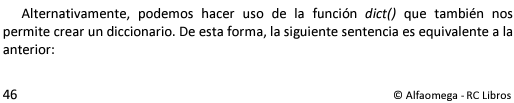 Alternativamente, podemos hacer uso de la función dict() que también nos
permite crear un diccionario. De esta forma, la siguiente sentencia es equivalente a la
anterior:
46
© Alfaomega - RC Libros